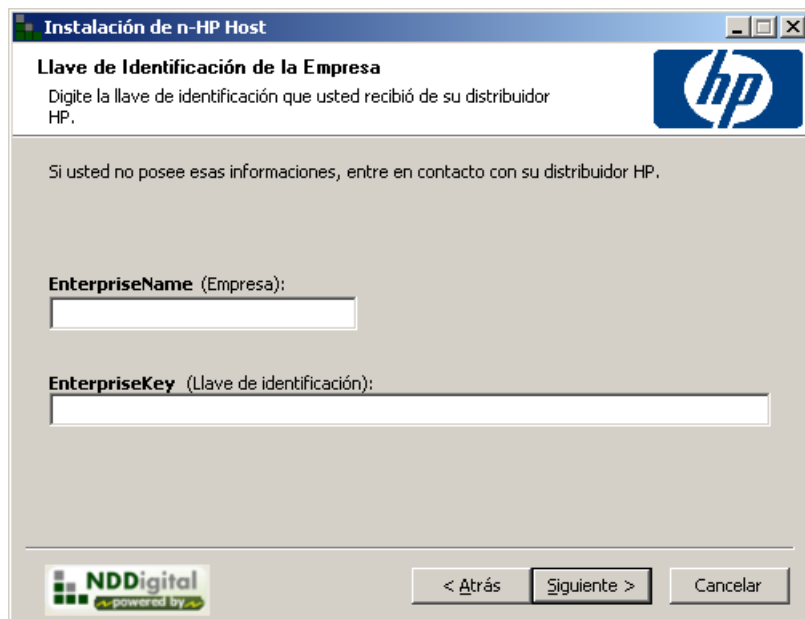 Instalación de n-HP Host
Llave de Identificación de la Empresa
Digite la llave de identificación que usted recibió de su distribuidor
HP.
hp
Si usted no posee esas informaciones, entre en contacto con su distribuidor HP.
EnterpriseName (Empresa):
EnterpriseKey (Llave de identificación):
NDDigital
powered by
< Atrás
Siguiente >
Cancelar